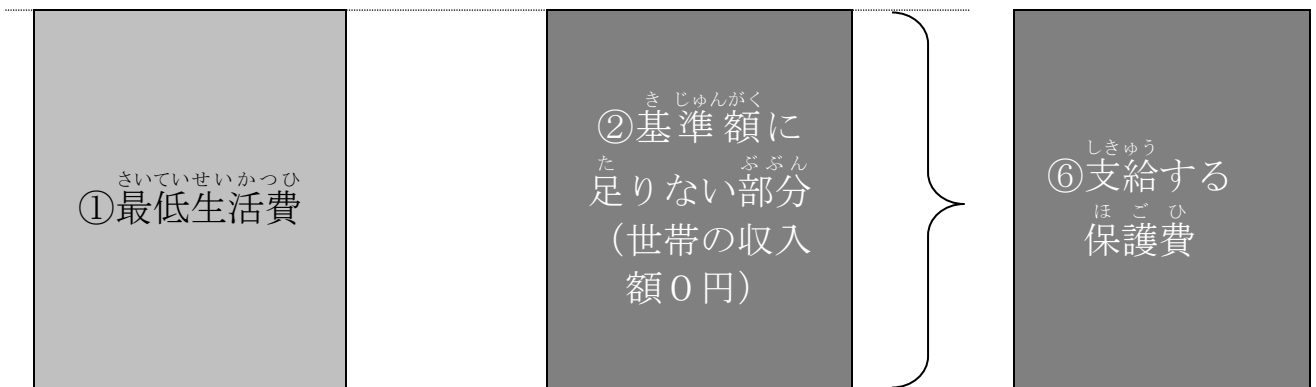 さいていせいかつひ
①最低生活費
きじゅんがく
②基準額に
た ぶぶん
足りない部分
（世帯の収入
額０円）
しきゅう
⑥支給する
ほごひ
保護費